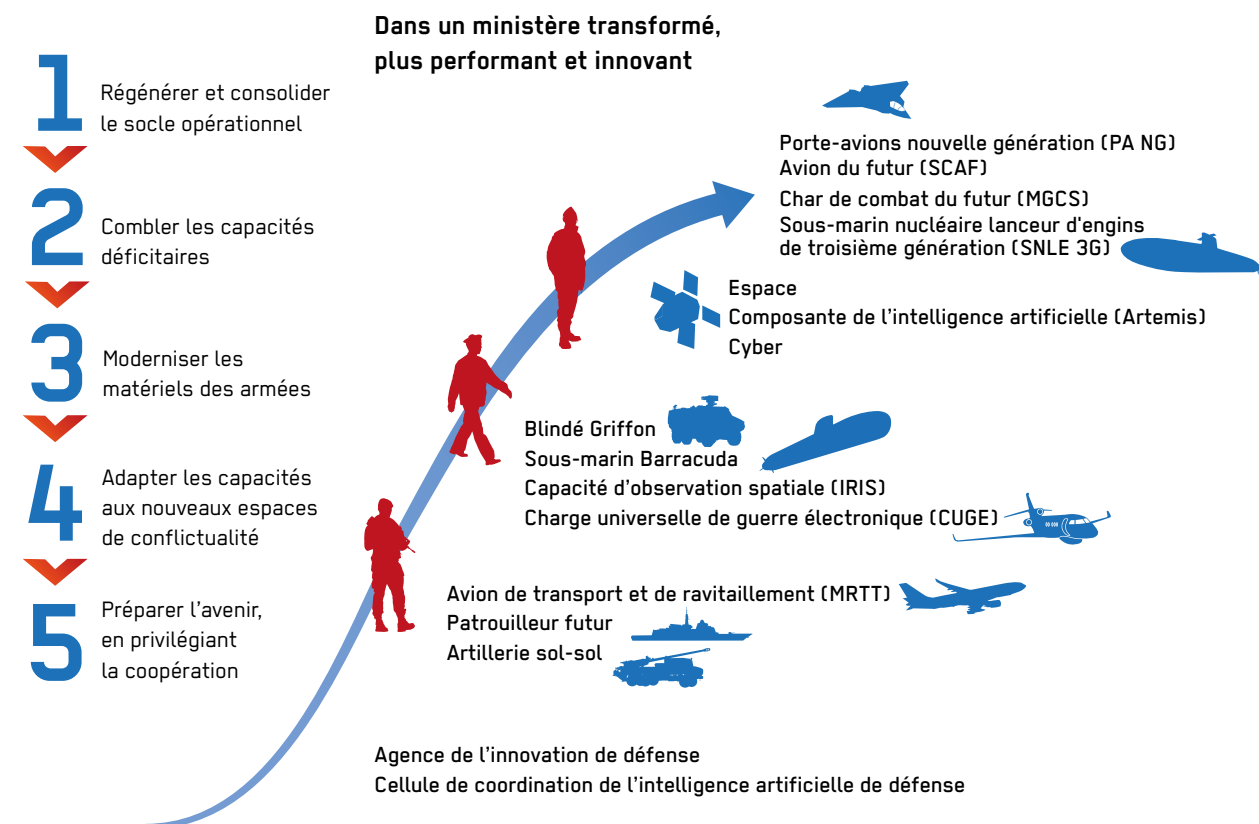 Dans un ministère transformé,
plus performant et innovant
1
Régénérer et consolider
le socle opérationnel
2
Combler les capacités
déficitaires
3
Moderniser les
matériels des armées
4
Adapter les capacités
aux nouveaux espaces
de conflictualité
5
Préparer l’avenir,
en privilégiant
la coopération
Porte-avions nouvelle génération (PA NG)
Avion du futur (SCAF)
Char de combat du futur (MGCS)
Sous-marin nucléaire lanceur d'engins
de troisième génération (SNLE 3G)
Espace
Composante de l’intelligence artificielle (Artemis)
Cyber
Blindé Griffon
Sous-marin Barracuda
Capacité d’observation spatiale (IRIS)
Charge universelle de guerre électronique (CUGE)
Avion de transport et de ravitaillement (MRTT)
Patrouilleur futur
Artillerie sol-sol
Agence de l’innovation de défense
Cellule de coordination de l’intelligence artificielle de défense